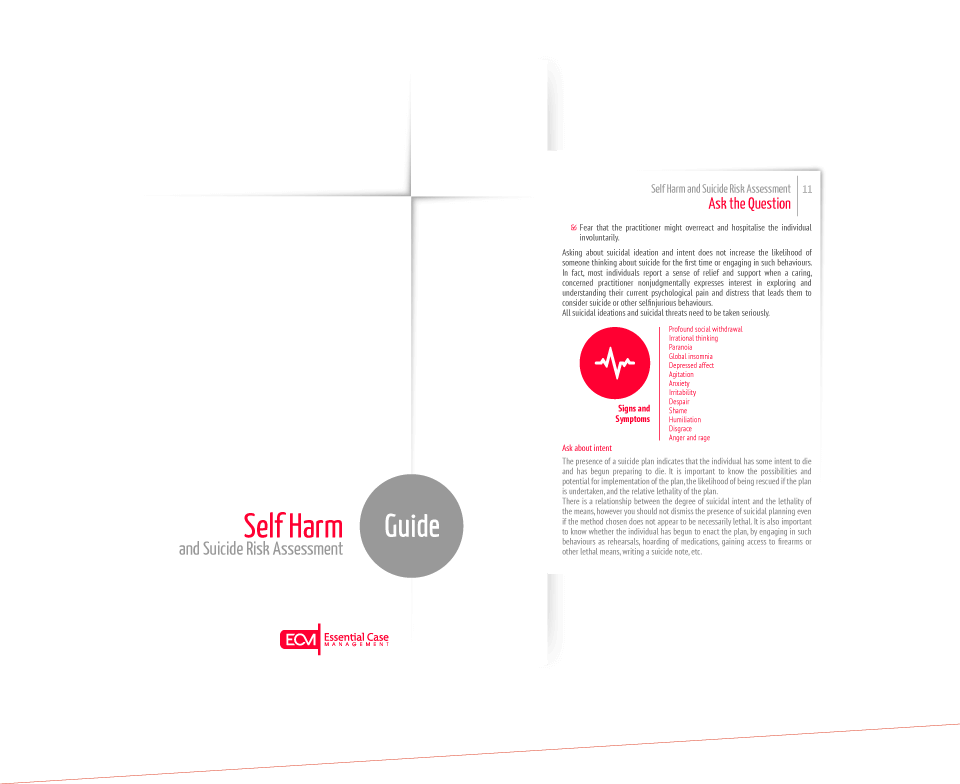 Self Harm
and Suicide Risk Assessment
Guide
ECM
Essential Case
MANAGEMENT
Self Harm and Suicide Risk Assessment
11
Ask the Question
Fear that the practitioner might overreact and hospitalise the individual
involuntarily.
Asking about suicidal ideation and intent does not increase the likelihood of
someone thinking about suicide for the first time or engaging in such behaviours.
In fact, most individuals report a sense of relief and support when a caring,
concerned practitioner nonjudgmentally expresses interest in exploring and
understanding their current psychological pain and distress that leads them to
consider suicide or other selfinjurious behaviours.
All suicidal ideations and suicidal threats need to be taken seriously.
Signs and
Symptoms
Profound social withdrawal
Irrational thinking
Paranoia
Global insomnia
Depressed affect
Agitation
Anxiety
Irritability
Despair
Shame
Humiliation
Disgrace
Anger and rage
Ask about intent
The presence of a suicide plan indicates that the individual has some intent to die
and has begun preparing to die. It is important to know the possibilities and
potential for implementation of the plan, the likelihood of being rescued if the plan
is undertaken, and the relative lethality of the plan.
There is a relationship between the degree of suicidal intent and the lethality of
the means, however you should not dismiss the presence of suicidal planning even
if the method chosen does not appear to be necessarily lethal. It is also important
to know whether the individual has begun to enact the plan, by engaging in such
behaviours as rehearsals, hoarding of medications, gaining access to firearms or
other lethal means, writing a suicide note, etc.